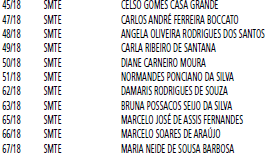 45/18 SMTE CELSO GOMES CASA GRANDE
47/18 SMTE CARLOS ANDRÉ FERREIRA BOCCATO
48/18 SMTE ANGELA OLIVEIRA RODRIGUES DOS SANTOS
49/18 SMTE CARLA RIBEIRO DE SANTANA
50/18 SMTE DIANE CARNEIRO MOURA
51/18 SMTE NORMANDES PONCIANO DA SILVA
62/18 SMTE DAMARIS RODRIGUES DE SOUZA
63/18 SMTE BRUNA POSSACOS SEIJO DA SILVA
65/18 SMTE MARCELO JOSÉ DE ASSIS FERNANDES
66/18 SMTE MARCELO SOARES DE ARAÚJO
67/18 SMTE MARIA NEIDE DE SOUSA BARBOSA